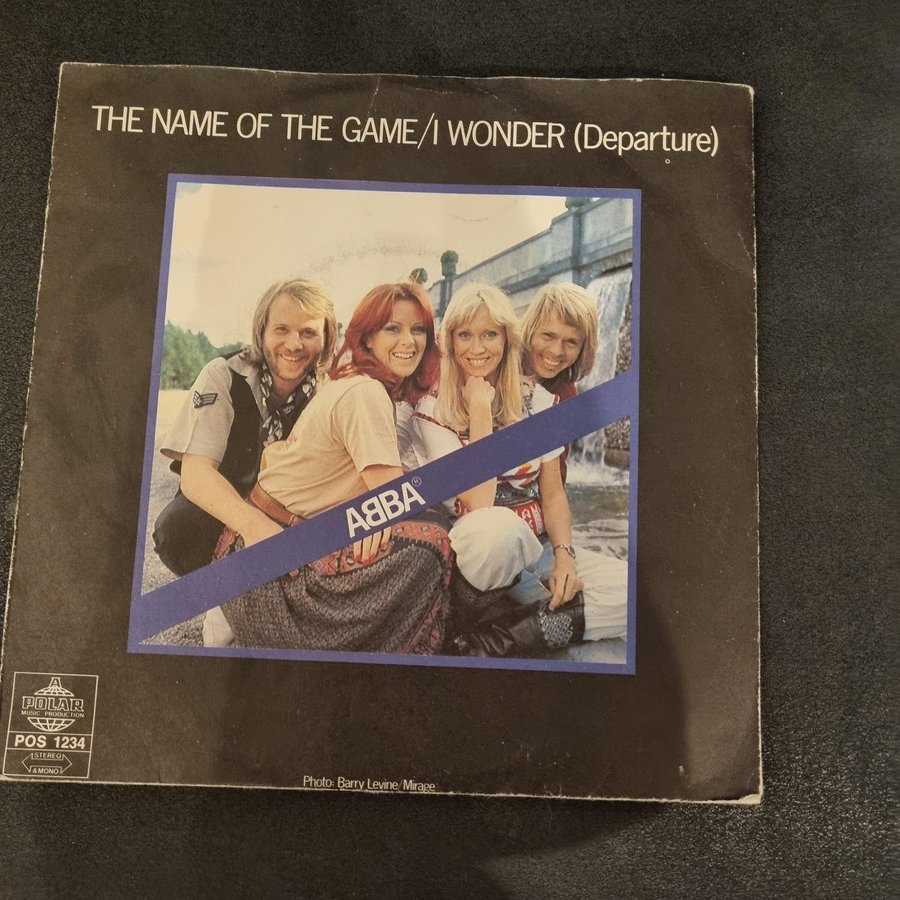 THE NAME OF THE GAME/I WONDER (Departure)
ABBA®
A
POLAR
MUSIC PRODUCTION
POS 1234
STEREO
& MONO
Photo: Barry Levine/Mirage